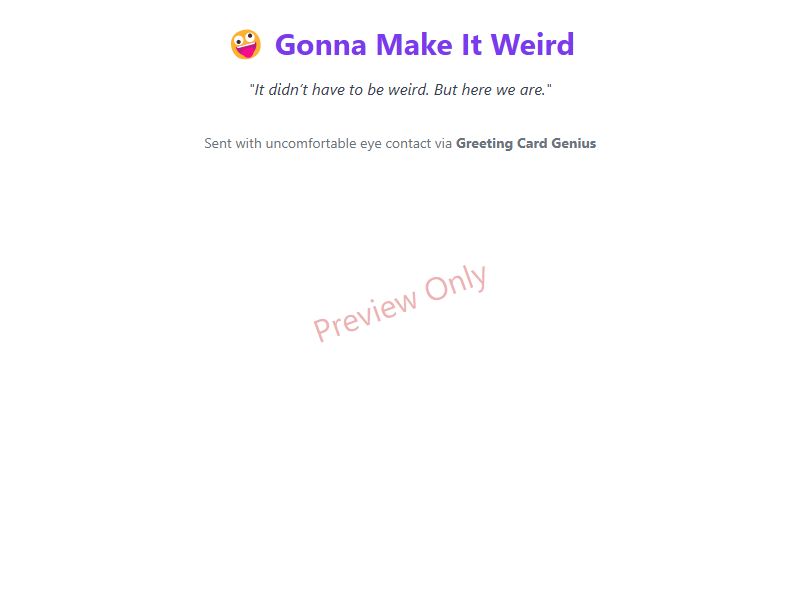 🤪 Gonna Make It Weird
"It didn’t have to be weird. But here we are."
Sent with uncomfortable eye contact via Greeting Card Genius
Preview Only